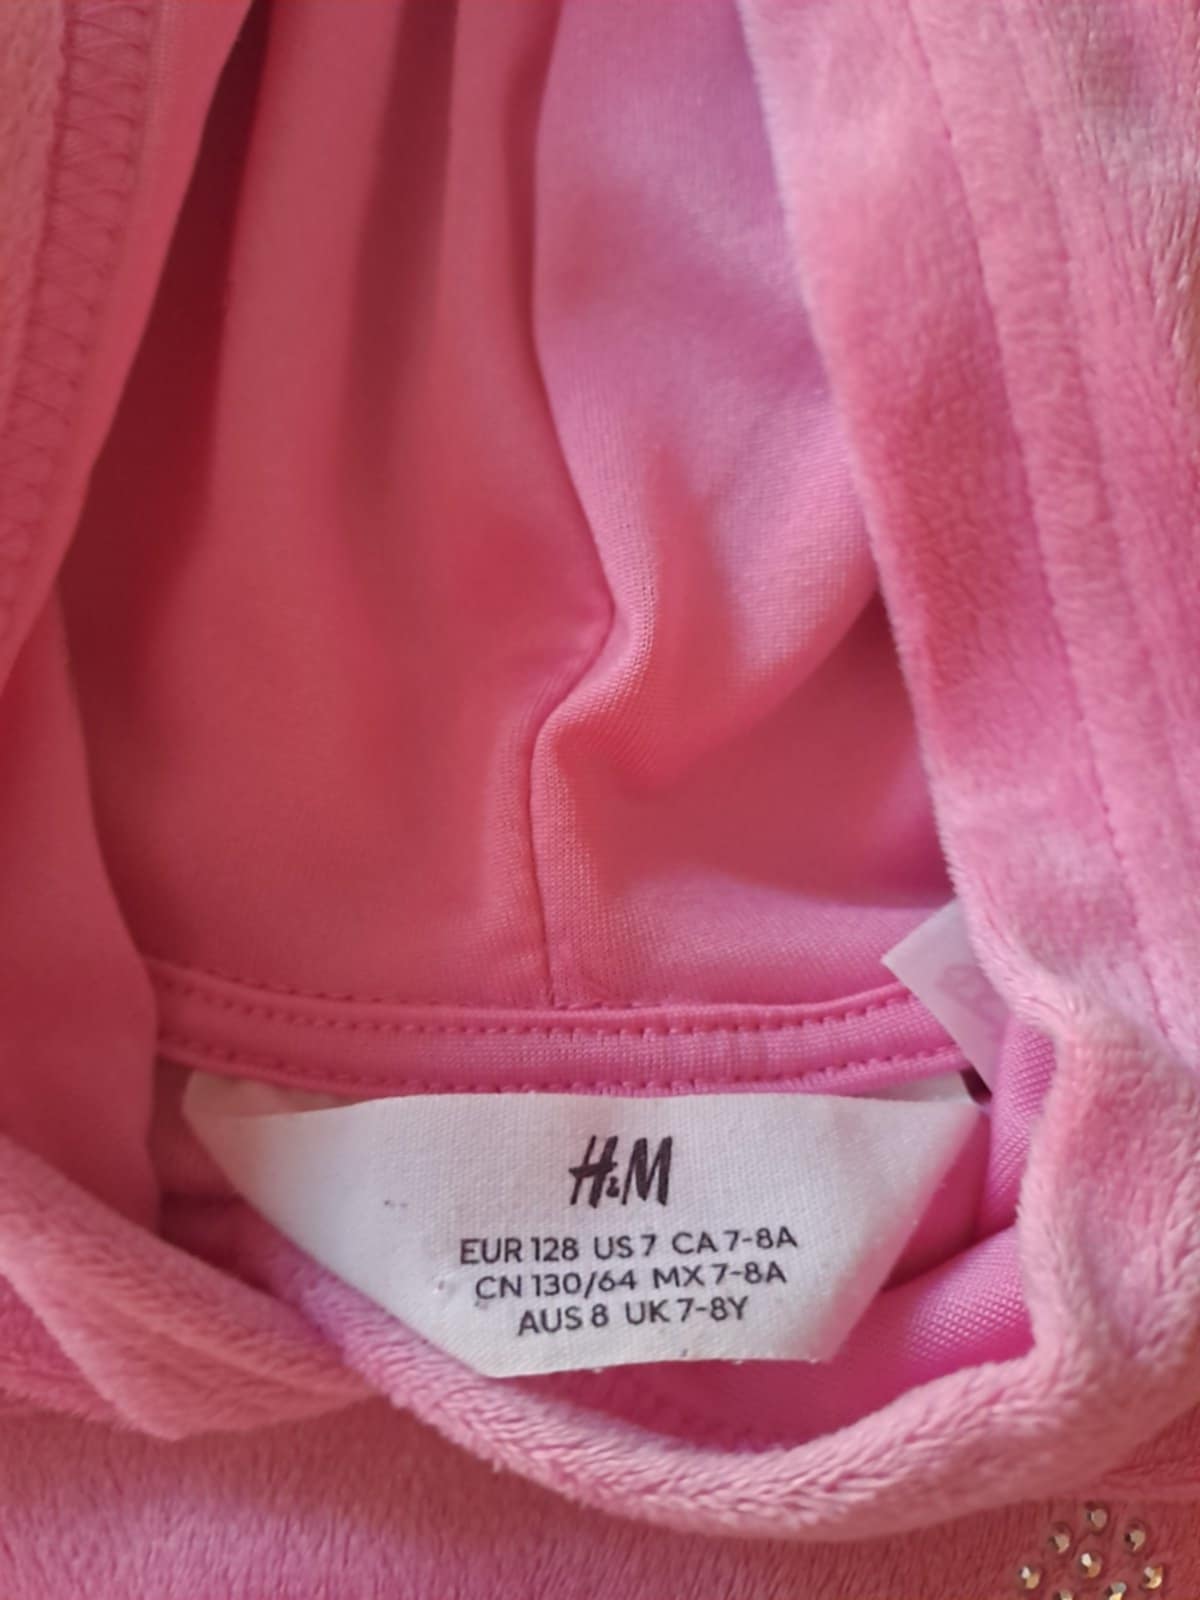 H&M
EUR 128 US 7 CA 7-8A
CN 130/64 MX 7-8A
AUS 8 UK 7-8Y